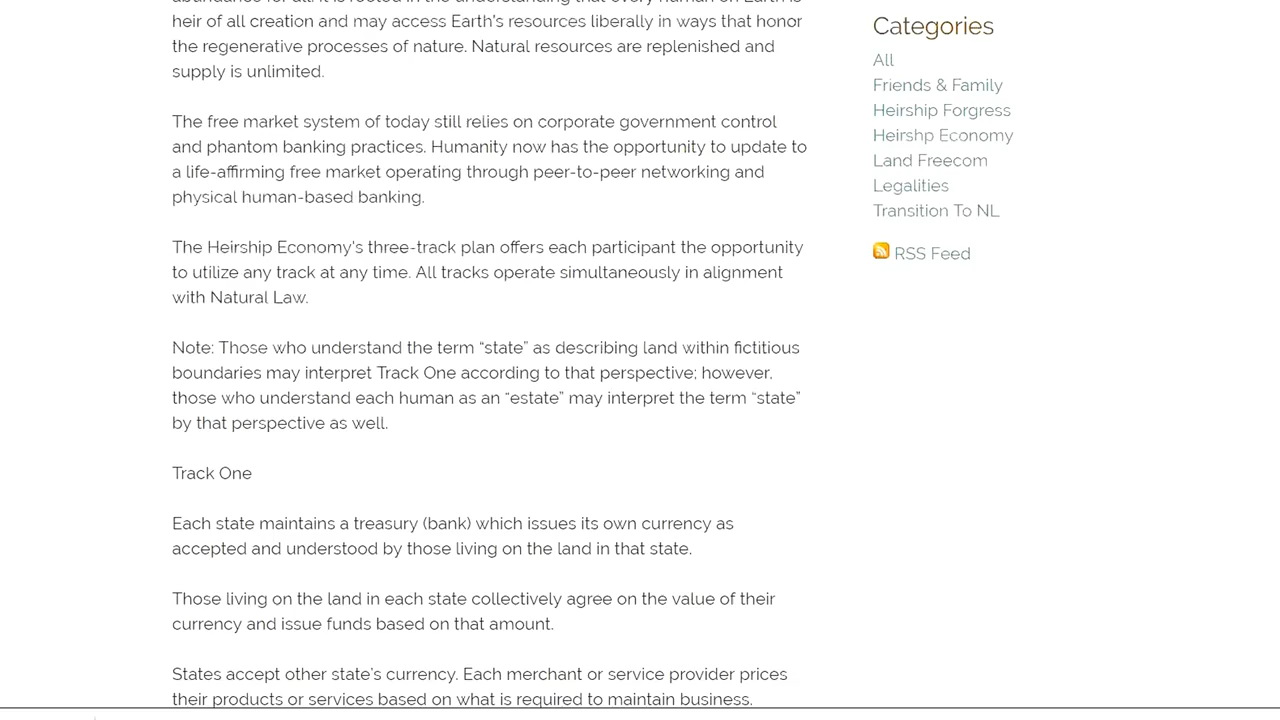 heir of all creation and may access Earth's resources liberally in ways that honor
the regenerative processes of nature. Natural resources are replenished and
supply is unlimited.
The free market system of today still relies on corporate government control
and phantom banking practices. Humanity now has the opportunity to update to
a life-affirming free market operating through peer-to-peer networking and
physical human-based banking.
The Heirship Economy's three-track plan offers each participant the opportunity
to utilize any track at any time. All tracks operate simultaneously in alignment
with Natural Law.
Note: Those who understand the term “state” as describing land within fictitious
boundaries may interpret Track One according to that perspective; however,
those who understand each human as an “estate” may interpret the term “state”
by that perspective as well.
Track One
Each state maintains a treasury (bank) which issues its own currency as
accepted and understood by those living on the land in that state.
Those living on the land in each state collectively agree on the value of their
currency and issue funds based on that amount.
States accept other state's currency. Each merchant or service provider prices
their products or services based on what is required to maintain business.
Categories
All
Friends & Family
Heirship Forgress
Heirshp Economy
Land Freecom
Legalities
Transition To NL
RSS Feed